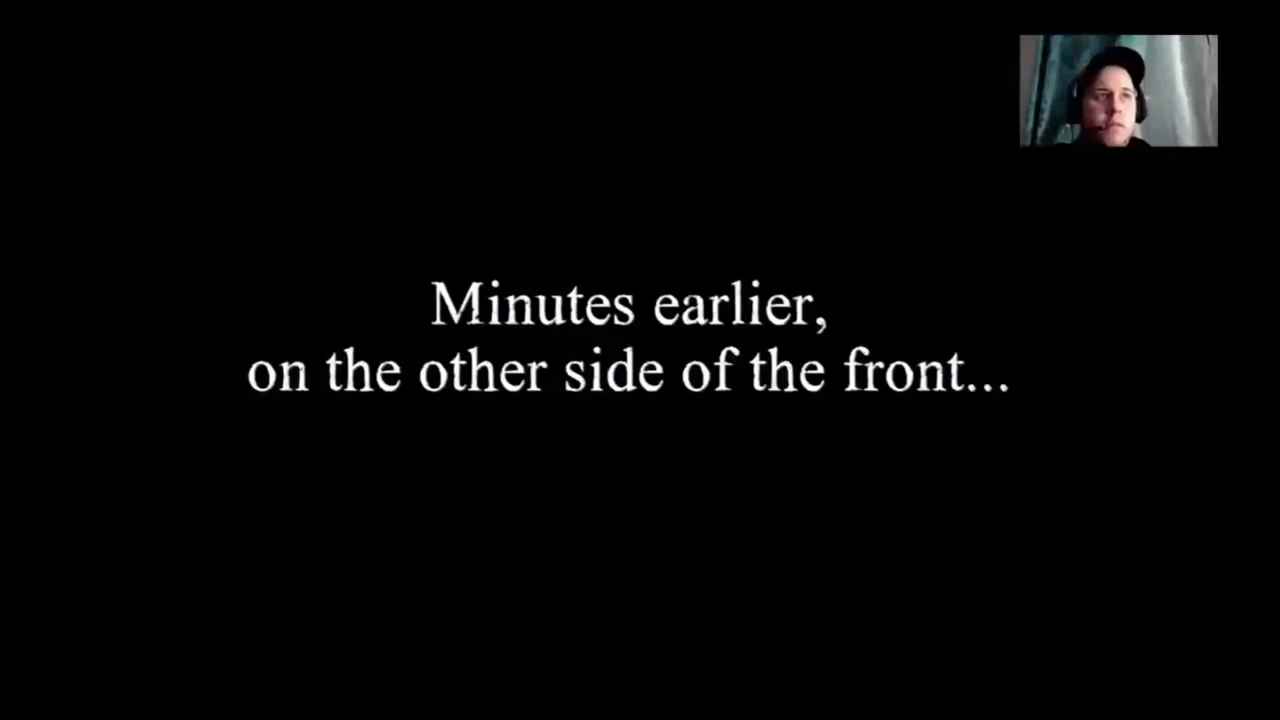 Minutes earlier,
on the other side of the front...